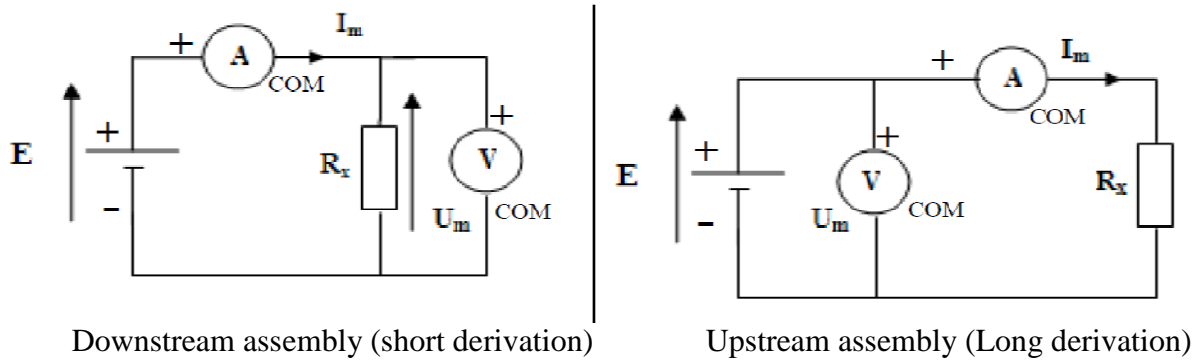 I_m
+
A
COM
E
+
−
R_x
U_m
+
V
COM
Downstream assembly (short derivation)
+
I_m
A
COM
E
+
−
+
V
COM
U_m
R_x
Upstream assembly (Long derivation)